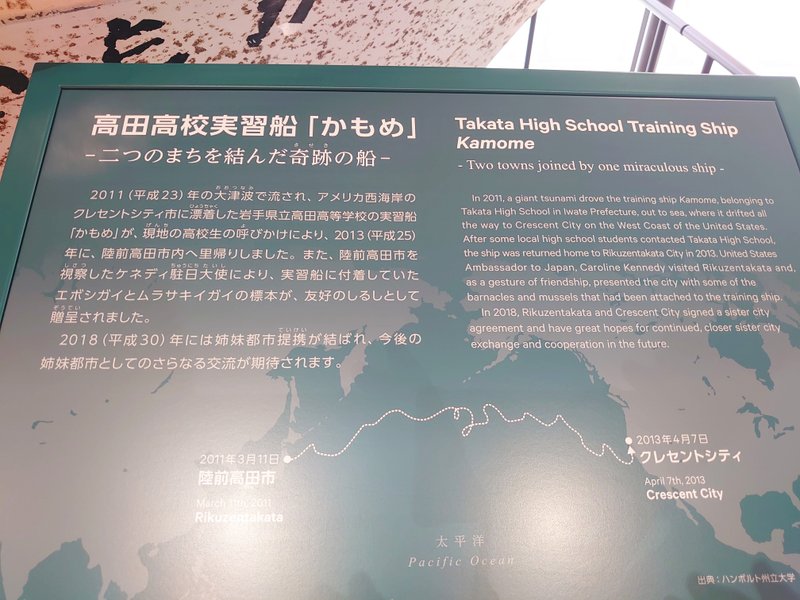 高田高校実習船「かもめ」
-二つのまちを結んだ奇跡の船-
2011(平成23)年の大津波で流され、アメリカ西海岸の
クレセントシティ市に漂着した岩手県立高田高等学校の実習船
「かもめ」が、現地の高校生の呼びかけにより、2013(平成25)
年に、陸前高田市内へ里帰りしました。また、陸前高田市を
視察したケネディ駐日大使により、実習船に付着していた
エボシガイとムラサキイガイの標本が、友好のしるしとして
贈呈されました。
2018(平成30)年には姉妹都市提携が結ばれ、今後の
姉妹都市としてのさらなる交流が期待されます。
Takata High School Training Ship
Kamome
- Two towns joined by one miraculous ship -
In 2011, a giant tsunami drove the training ship Kamome, belonging to
Takata High School in Iwate Prefecture, out to sea, where it drifted all
the way to Crescent City on the West Coast of the United States.
After some local high school students contacted Takata High School,
the ship was returned home to Rikuzentakata City in 2013. United States
Ambassador to Japan, Caroline Kennedy visited Rikuzentakata and,
as a gesture of friendship, presented the city with some of the
barnacles and mussels that had been attached to the training ship.
In 2018, Rikuzentakata and Crescent City signed a sister city
agreement and have great hopes for continued, closer sister city
exchange and cooperation in the future.
2011年3月11日
陸前高田市
March 11th, 2011
Rikuzentakata
2013年4月7日
クレセントシティ
April 7th, 2013
Crescent City
太平洋
Pacific Ocean
出典:ハンボルト州立大学